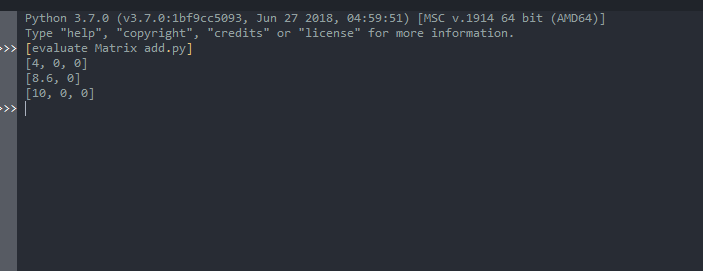 Python 3.7.0 (v3.7.0:1bf9cc5093, Jun 27 2018, 04:59:51) [MSC v.1914 64 bit (AMD64)]
Type "help", "copyright", "credits" or "license" for more information.
>>> [evaluate Matrix add.py]
[4, 0, 0]
[8.6, 0]
[10, 0, 0]
>>>